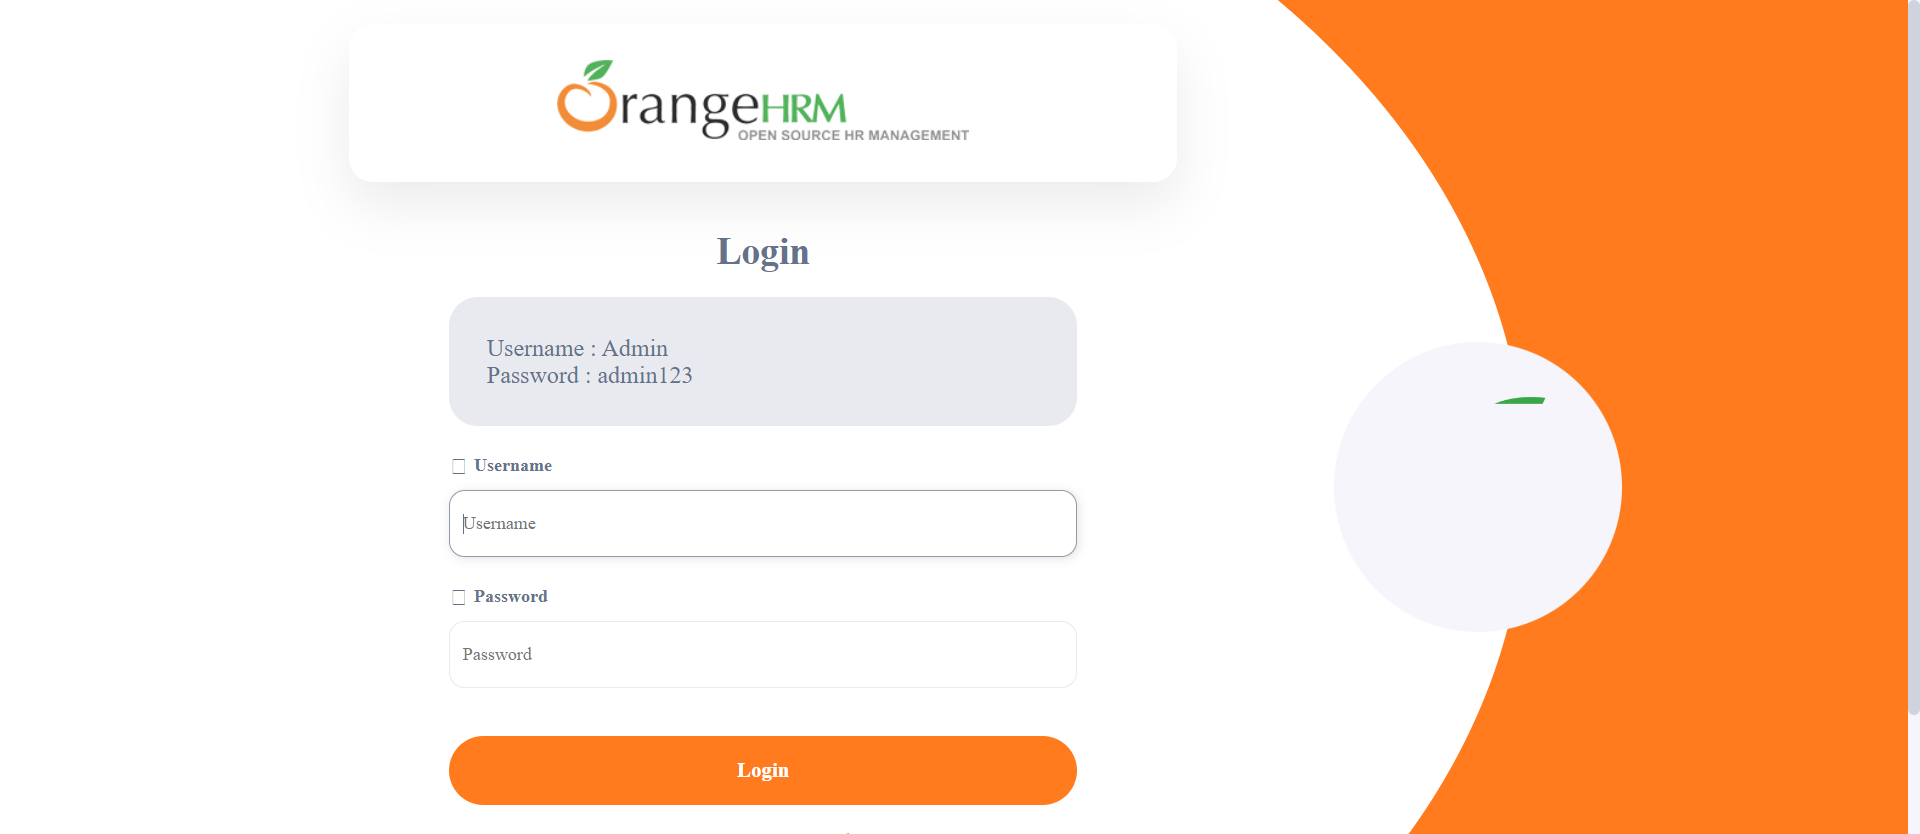 OrangeHRM
OPEN SOURCE HR MANAGEMENT
Login
Username : Admin
Password : admin123
Username
Username
Password
Password
Login